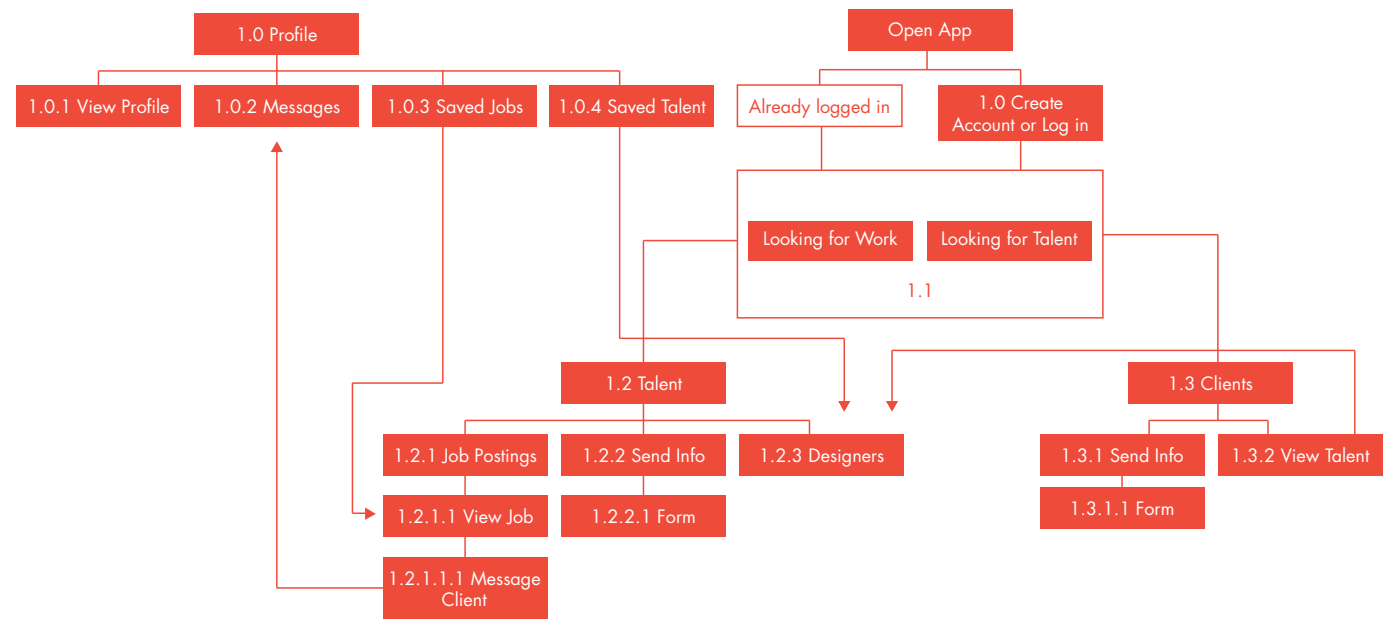 1.0 Profile
Open App
1.0.1 View Profile
1.0.2 Messages
1.0.3 Saved Jobs
1.0.4 Saved Talent
Already logged in
1.0 Create
Account or Log in
Looking for Work
Looking for Talent
1.1
1.2 Talent
1.3 Clients
1.2.1 Job Postings
1.2.2 Send Info
1.2.3 Designers
1.3.1 Send Info
1.3.2 View Talent
1.2.1.1 View Job
1.2.2.1 Form
1.3.1.1 Form
1.2.1.1.1 Message
Client